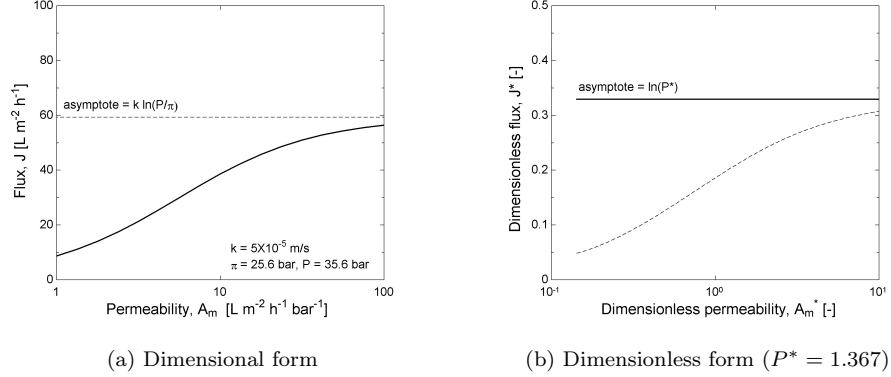 100
80
60
40
20
0
Flux, J [L m⁻² h⁻¹]
asymptote = k ln(P/π)
k = 5X10⁻⁵ m/s
π = 25.6 bar, P = 35.6 bar
1 10 100
Permeability, Aₘ [L m⁻² h⁻¹ bar⁻¹]
(a) Dimensional form
0.5
0.4
0.3
0.2
0.1
0
Dimensionless flux, J* [-]
asymptote = ln(P*)
10⁻¹ 10⁰ 10¹
Dimensionless permeability, Aₘ* [-]
(b) Dimensionless form (P* = 1.367)